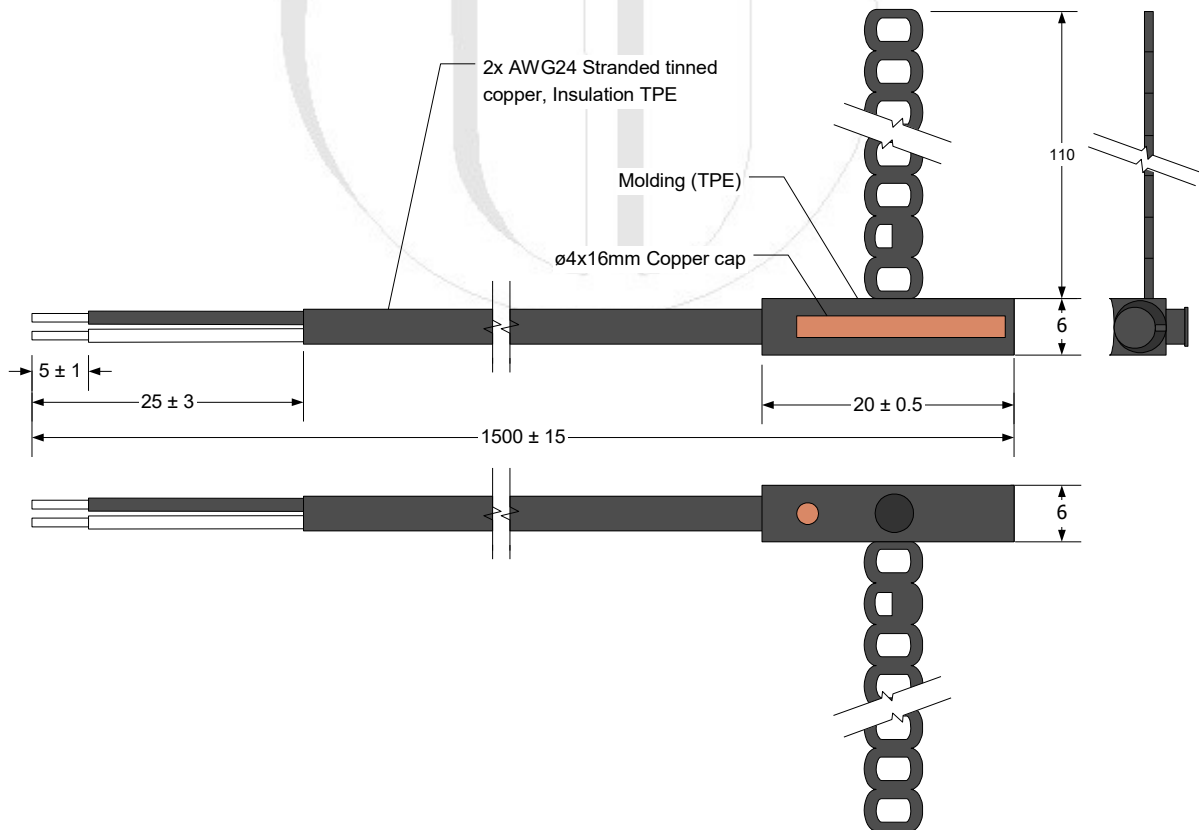 2x AWG24 Stranded tinned
copper, Insulation TPE
110
Molding (TPE)
ø4x16mm Copper cap
6
5 ± 1
25 ± 3
20 ± 0.5
1500 ± 15
6